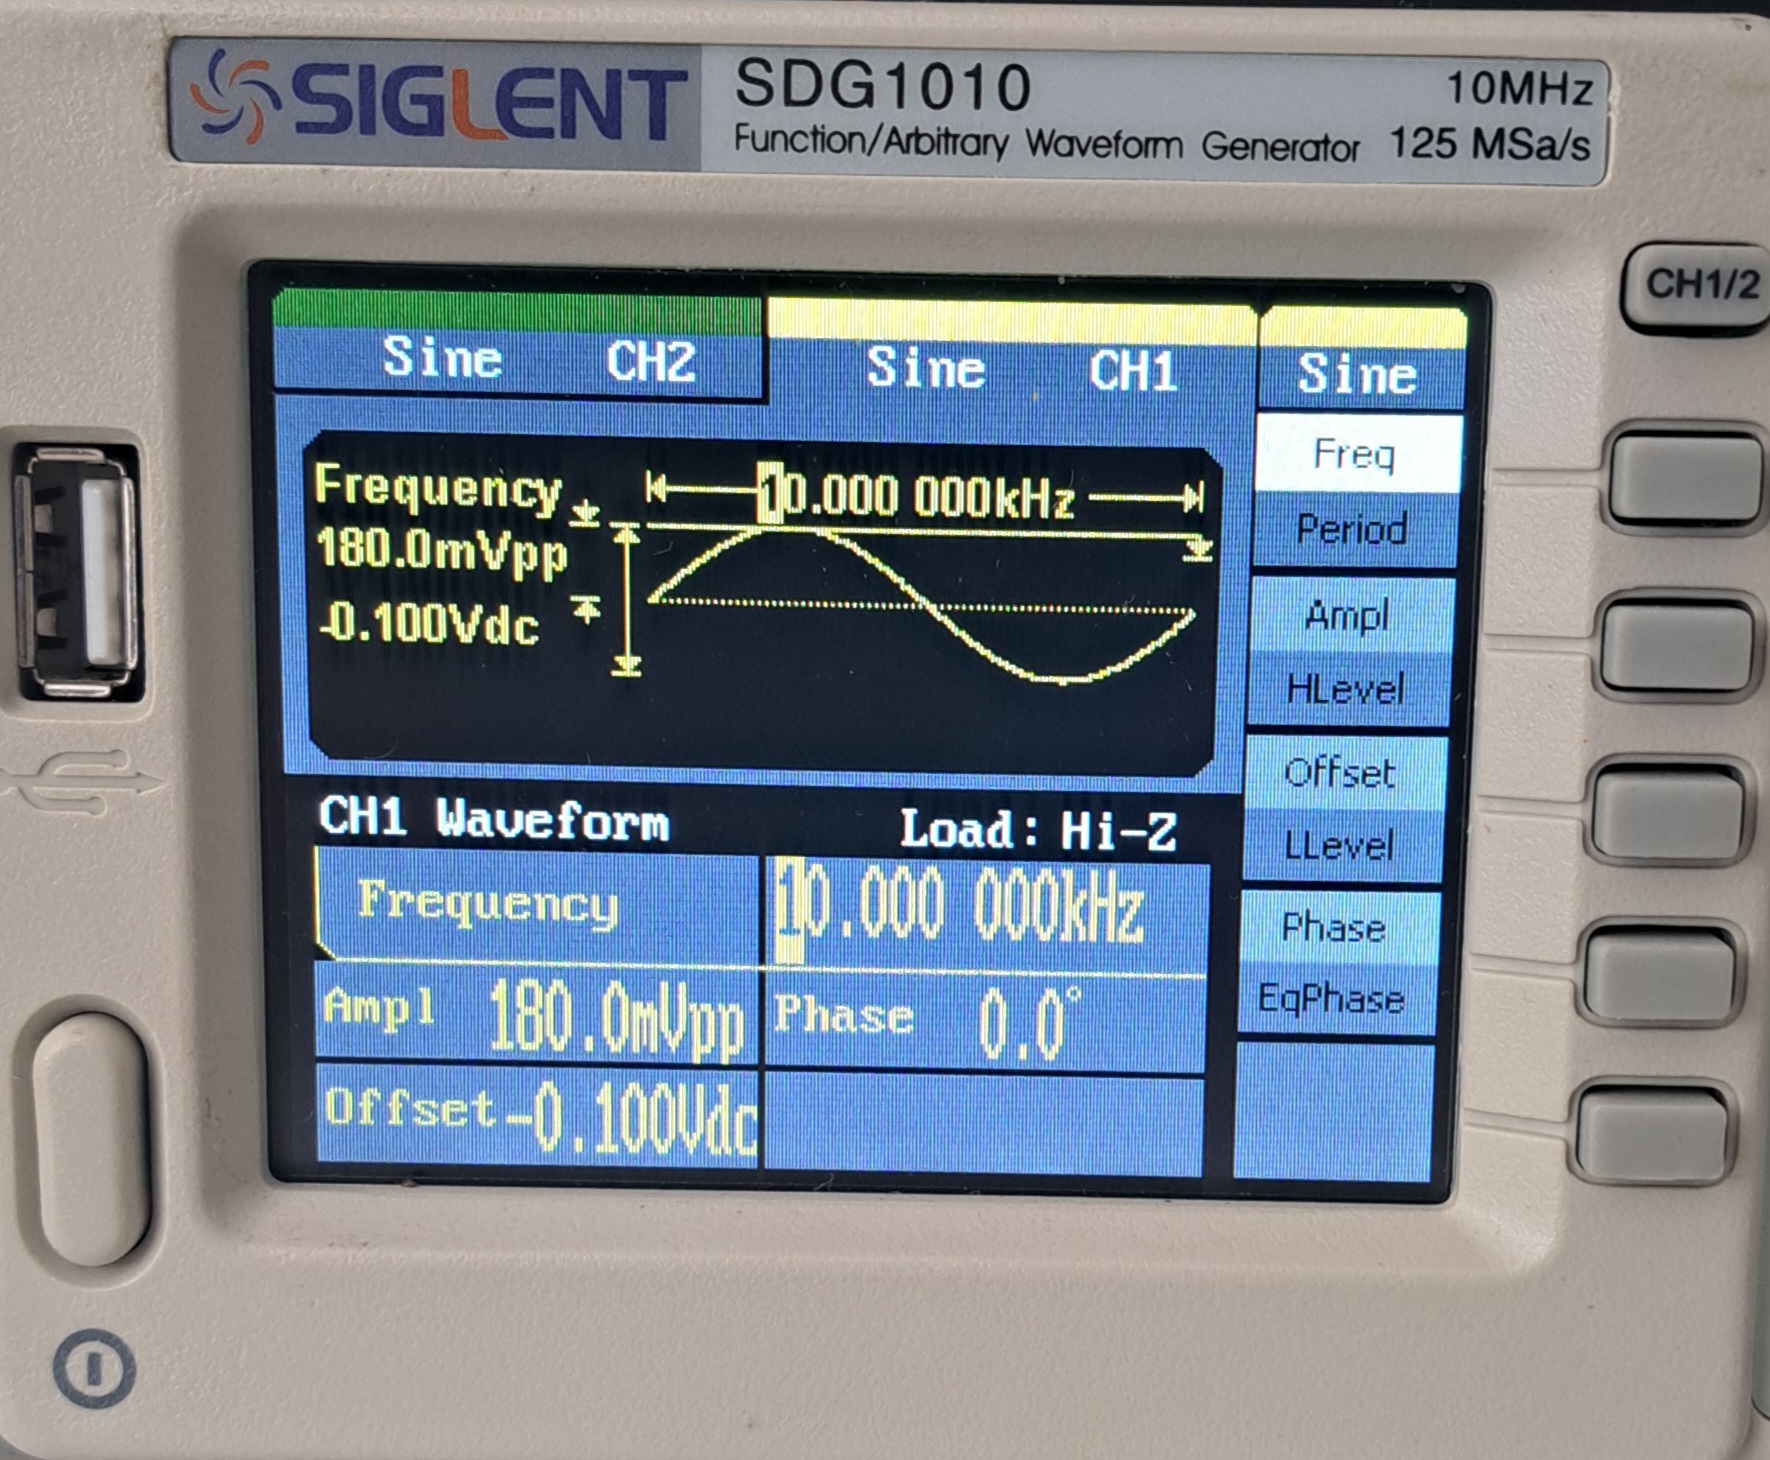 SIGLENT
SDG1010
10MHz
Function/Arbitrary Waveform Generator 125 MSa/s
CH1/2
Sine CH2
Sine CH1
Sine
Frequency
10.000 000kHz
180.0mVpp
-0.100Vdc
Freq
Period
Ampl
HLevel
Offset
LLevel
Phase
EqPhase
CH1 Waveform
Load: Hi-Z
Frequency
10.000 000kHz
Ampl 180.0mVpp
Phase 0.0°
Offset -0.100Vdc